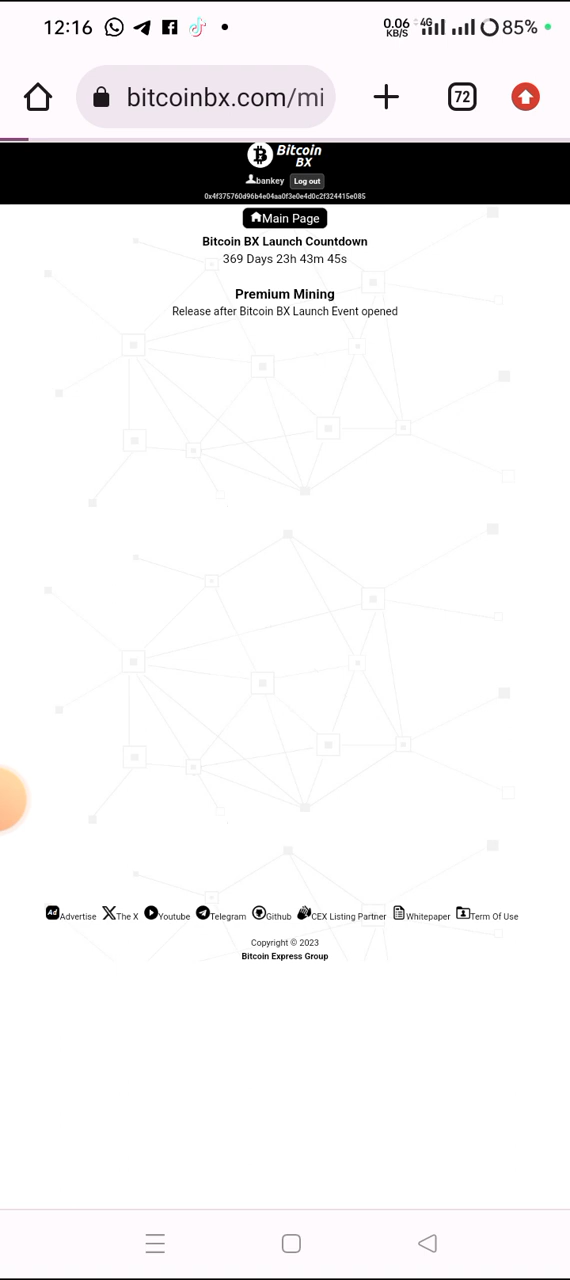 12:16 0.06 KB/S 4G 85%
bitcoinbx.com/mi 72
Bitcoin BX
bankey Log out
0x4f375760d96b4e04aa0f3e0e4d0c2f324415e085
Main Page
Bitcoin BX Launch Countdown
369 Days 23h 43m 45s
Premium Mining
Release after Bitcoin BX Launch Event opened
Ad Advertise The X Youtube Telegram Github CEX Listing Partner Whitepaper Term Of Use
Copyright © 2023
Bitcoin Express Group